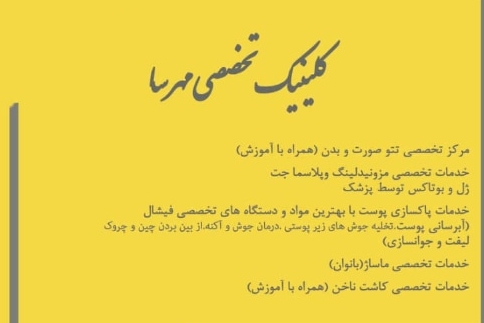 کلینیک تخصصی مهرسا
مرکز تخصصی تتو صورت و بدن (همراه با آموزش)
خدمات تخصصی مزونیدلینگ وپلاسما جت
ژل و بوتاکس توسط پزشک
خدمات پاکسازی پوست با بهترین مواد و دستگاه های تخصصی فیشال
(آبرسانی پوست،تخلیه جوش های زیر پوستی ،درمان جوش و آکنه،از بین بردن چین و چروک
لیفت و جوانسازی)
خدمات تخصصی ماساژ(بانوان)
خدمات تخصصی کاشت ناخن (همراه با آموزش)